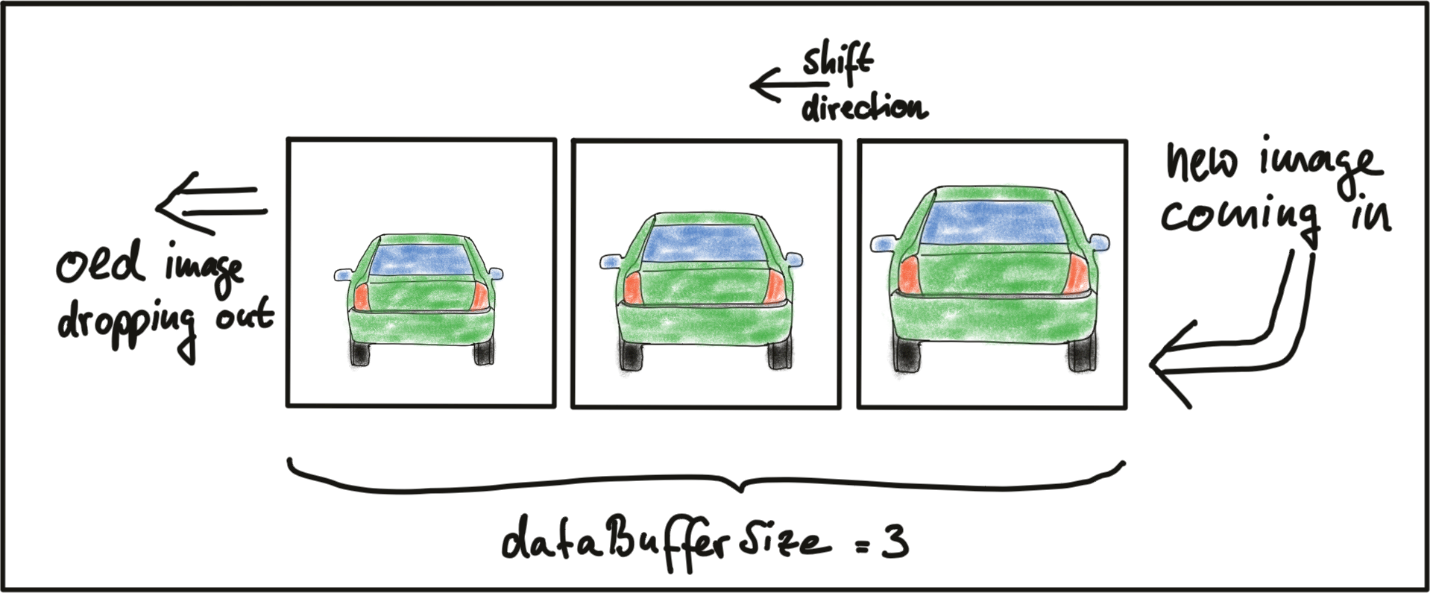 shift
direction
new image
coming in
old image
dropping out
dataBufferSize = 3